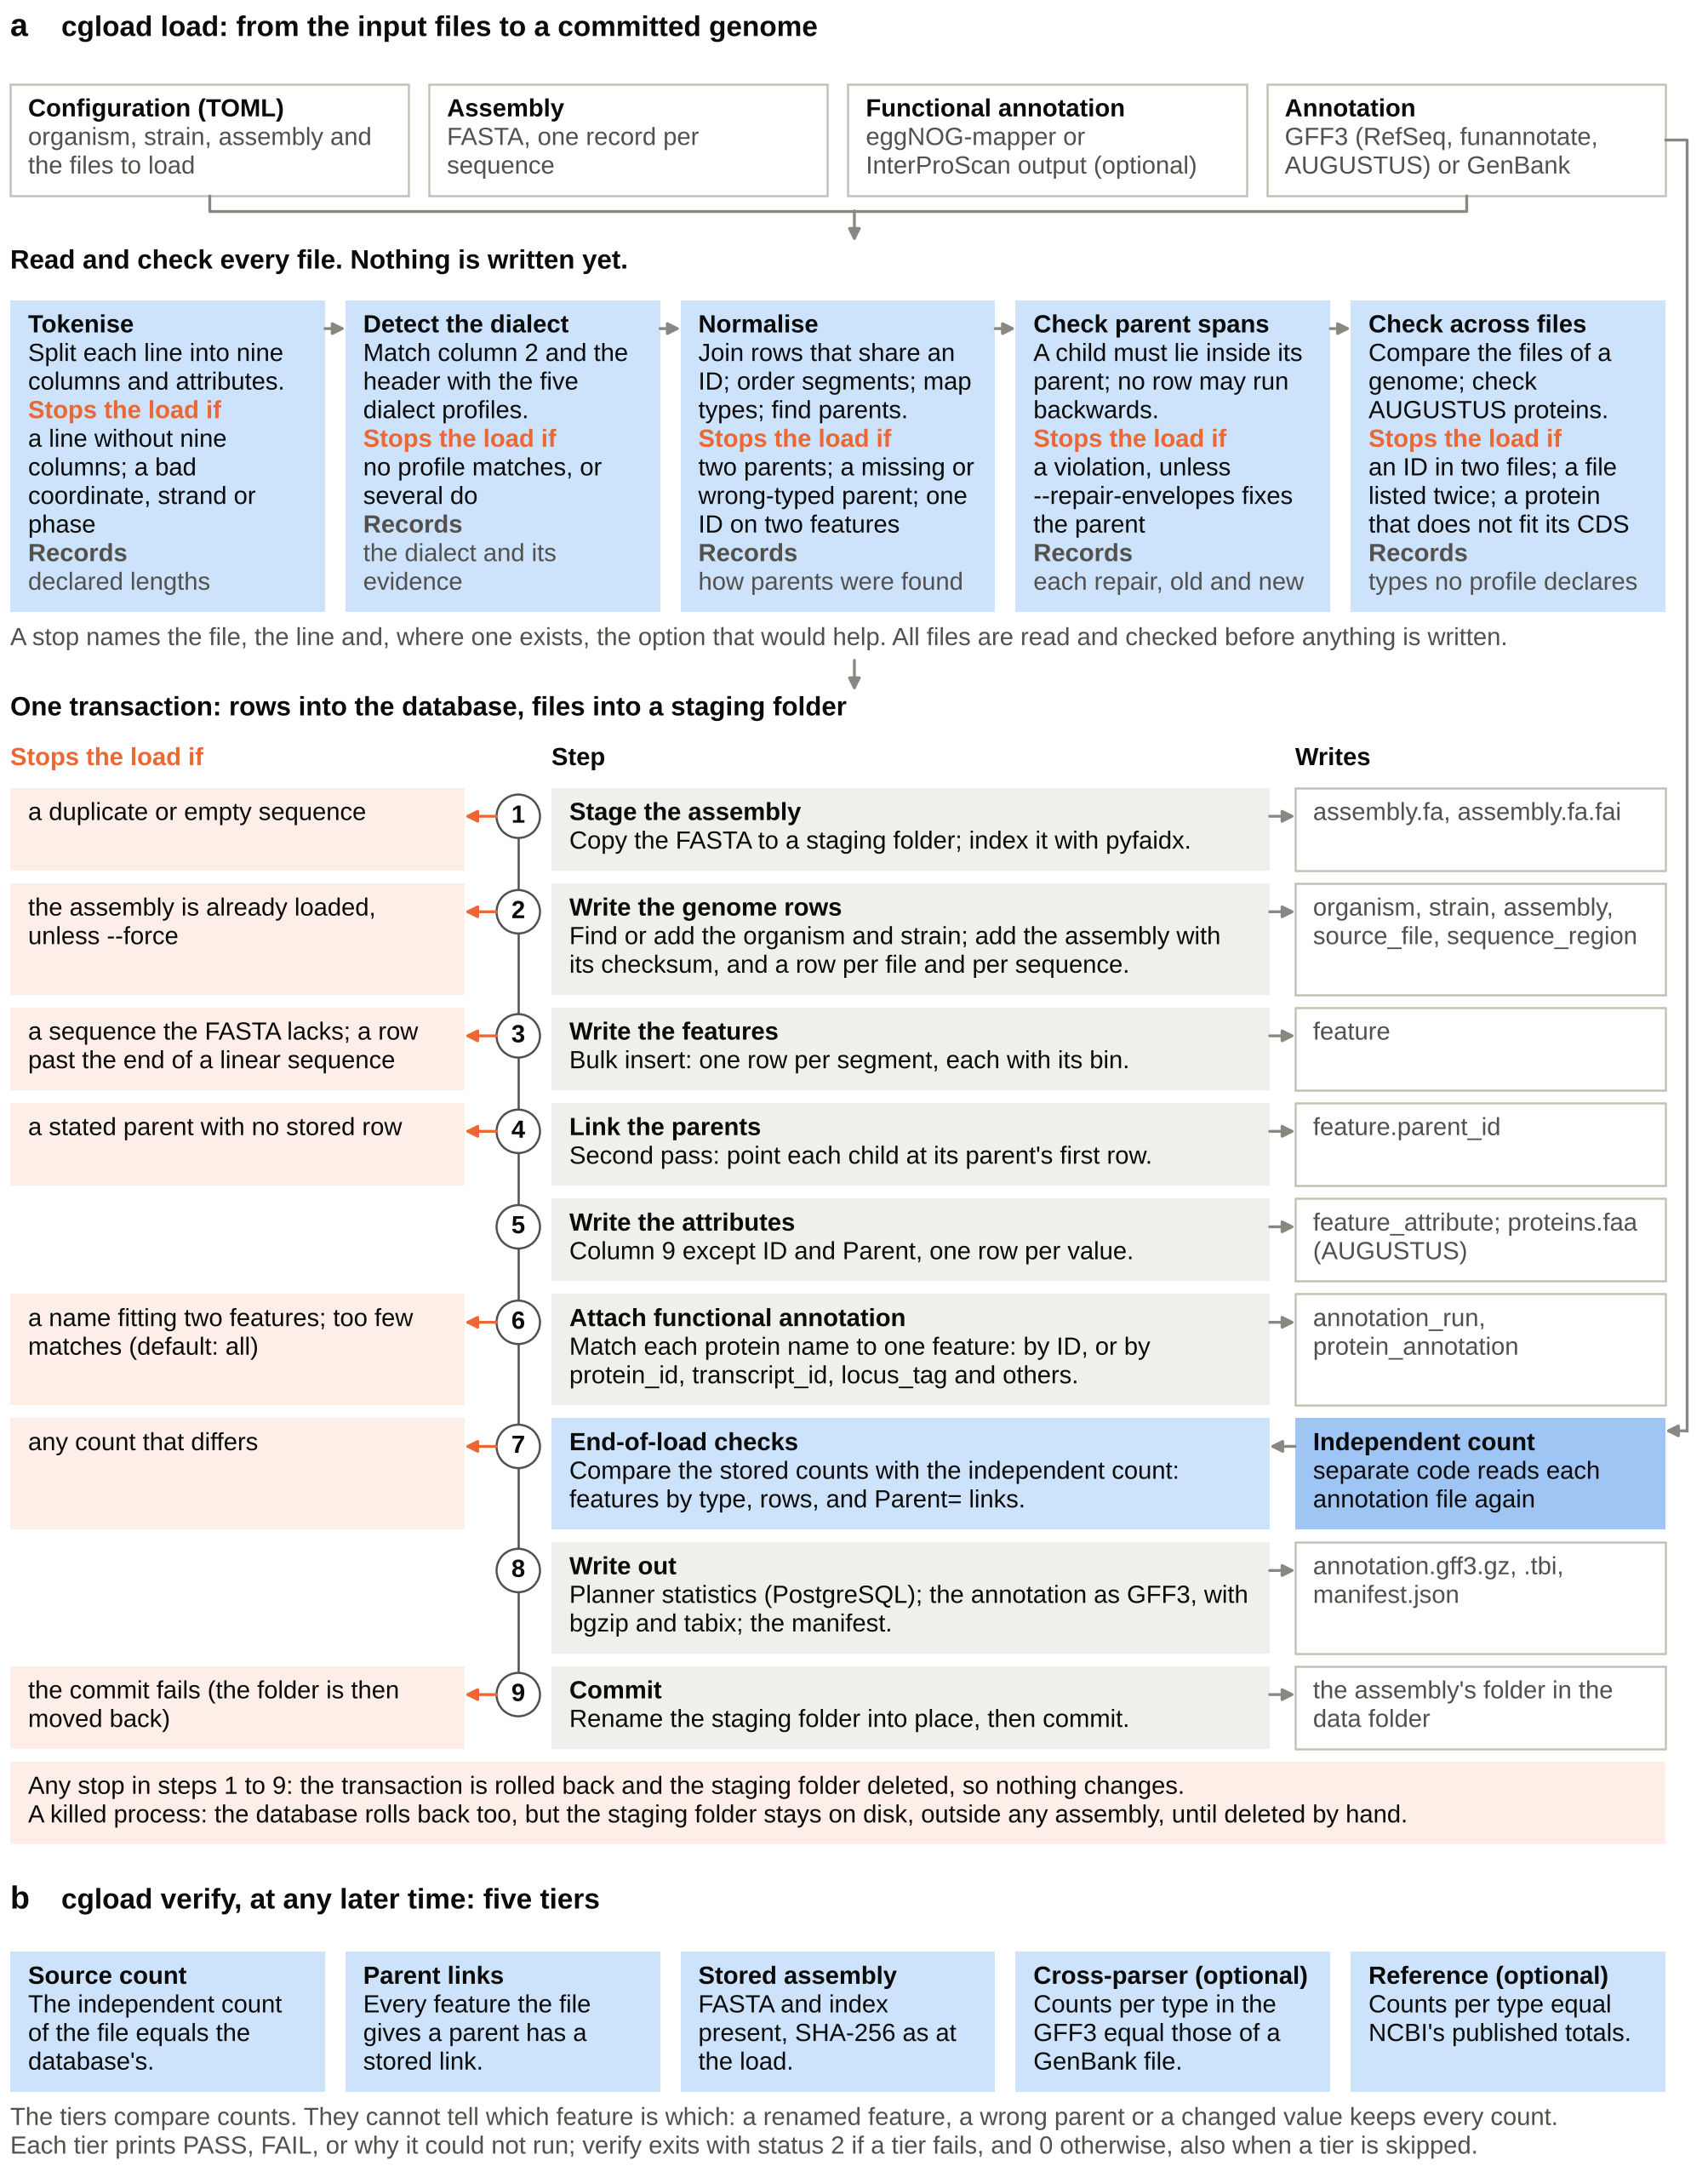 a cgload load: from the input files to a committed genome
Configuration (TOML)
organism, strain, assembly and
the files to load
Assembly
FASTA, one record per
sequence
Functional annotation
eggNOG-mapper or
InterProScan output (optional)
Annotation
GFF3 (RefSeq, funannotate,
AUGUSTUS) or GenBank
Read and check every file. Nothing is written yet.
Tokenise
Split each line into nine
columns and attributes.
Stops the load if
a line without nine
columns; a bad
coordinate, strand or
phase
Records
declared lengths
Detect the dialect
Match column 2 and the
header with the five
dialect profiles.
Stops the load if
no profile matches, or
several do
Records
the dialect and its
evidence
Normalise
Join rows that share an
ID; order segments; map
types; find parents.
Stops the load if
two parents; a missing or
wrong-typed parent; one
ID on two features
Records
how parents were found
Check parent spans
A child must lie inside its
parent; no row may run
backwards.
Stops the load if
a violation, unless
--repair-envelopes fixes
the parent
Records
each repair, old and new
Check across files
Compare the files of a
genome; check
AUGUSTUS proteins.
Stops the load if
an ID in two files; a file
listed twice; a protein
that does not fit its CDS
Records
types no profile declares
A stop names the file, the line and, where one exists, the option that would help. All files are read and checked before anything is written.
One transaction: rows into the database, files into a staging folder
Stops the load if
Step
Writes
a duplicate or empty sequence
1
Stage the assembly
Copy the FASTA to a staging folder; index it with pyfaidx.
assembly.fa, assembly.fa.fai
the assembly is already loaded,
unless --force
2
Write the genome rows
Find or add the organism and strain; add the assembly with
its checksum, and a row per file and per sequence.
organism, strain, assembly,
source_file, sequence_region
a sequence the FASTA lacks; a row
past the end of a linear sequence
3
Write the features
Bulk insert: one row per segment, each with its bin.
feature
a stated parent with no stored row
4
Link the parents
Second pass: point each child at its parent's first row.
feature.parent_id
5
Write the attributes
Column 9 except ID and Parent, one row per value.
feature_attribute; proteins.faa
(AUGUSTUS)
a name fitting two features; too few
matches (default: all)
6
Attach functional annotation
Match each protein name to one feature: by ID, or by
protein_id, transcript_id, locus_tag and others.
annotation_run,
protein_annotation
any count that differs
7
End-of-load checks
Compare the stored counts with the independent count:
features by type, rows, and Parent= links.
Independent count
separate code reads each
annotation file again
8
Write out
Planner statistics (PostgreSQL); the annotation as GFF3, with
bgzip and tabix; the manifest.
annotation.gff3.gz, .tbi,
manifest.json
the commit fails (the folder is then
moved back)
9
Commit
Rename the staging folder into place, then commit.
the assembly's folder in the
data folder
Any stop in steps 1 to 9: the transaction is rolled back and the staging folder deleted, so nothing changes.
A killed process: the database rolls back too, but the staging folder stays on disk, outside any assembly, until deleted by hand.
b cgload verify, at any later time: five tiers
Source count
The independent count
of the file equals the
database's.
Parent links
Every feature the file
gives a parent has a
stored link.
Stored assembly
FASTA and index
present, SHA-256 as at
the load.
Cross-parser (optional)
Counts per type in the
GFF3 equal those of a
GenBank file.
Reference (optional)
Counts per type equal
NCBI's published totals.
The tiers compare counts. They cannot tell which feature is which: a renamed feature, a wrong parent or a changed value keeps every count.
Each tier prints PASS, FAIL, or why it could not run; verify exits with status 2 if a tier fails, and 0 otherwise, also when a tier is skipped.